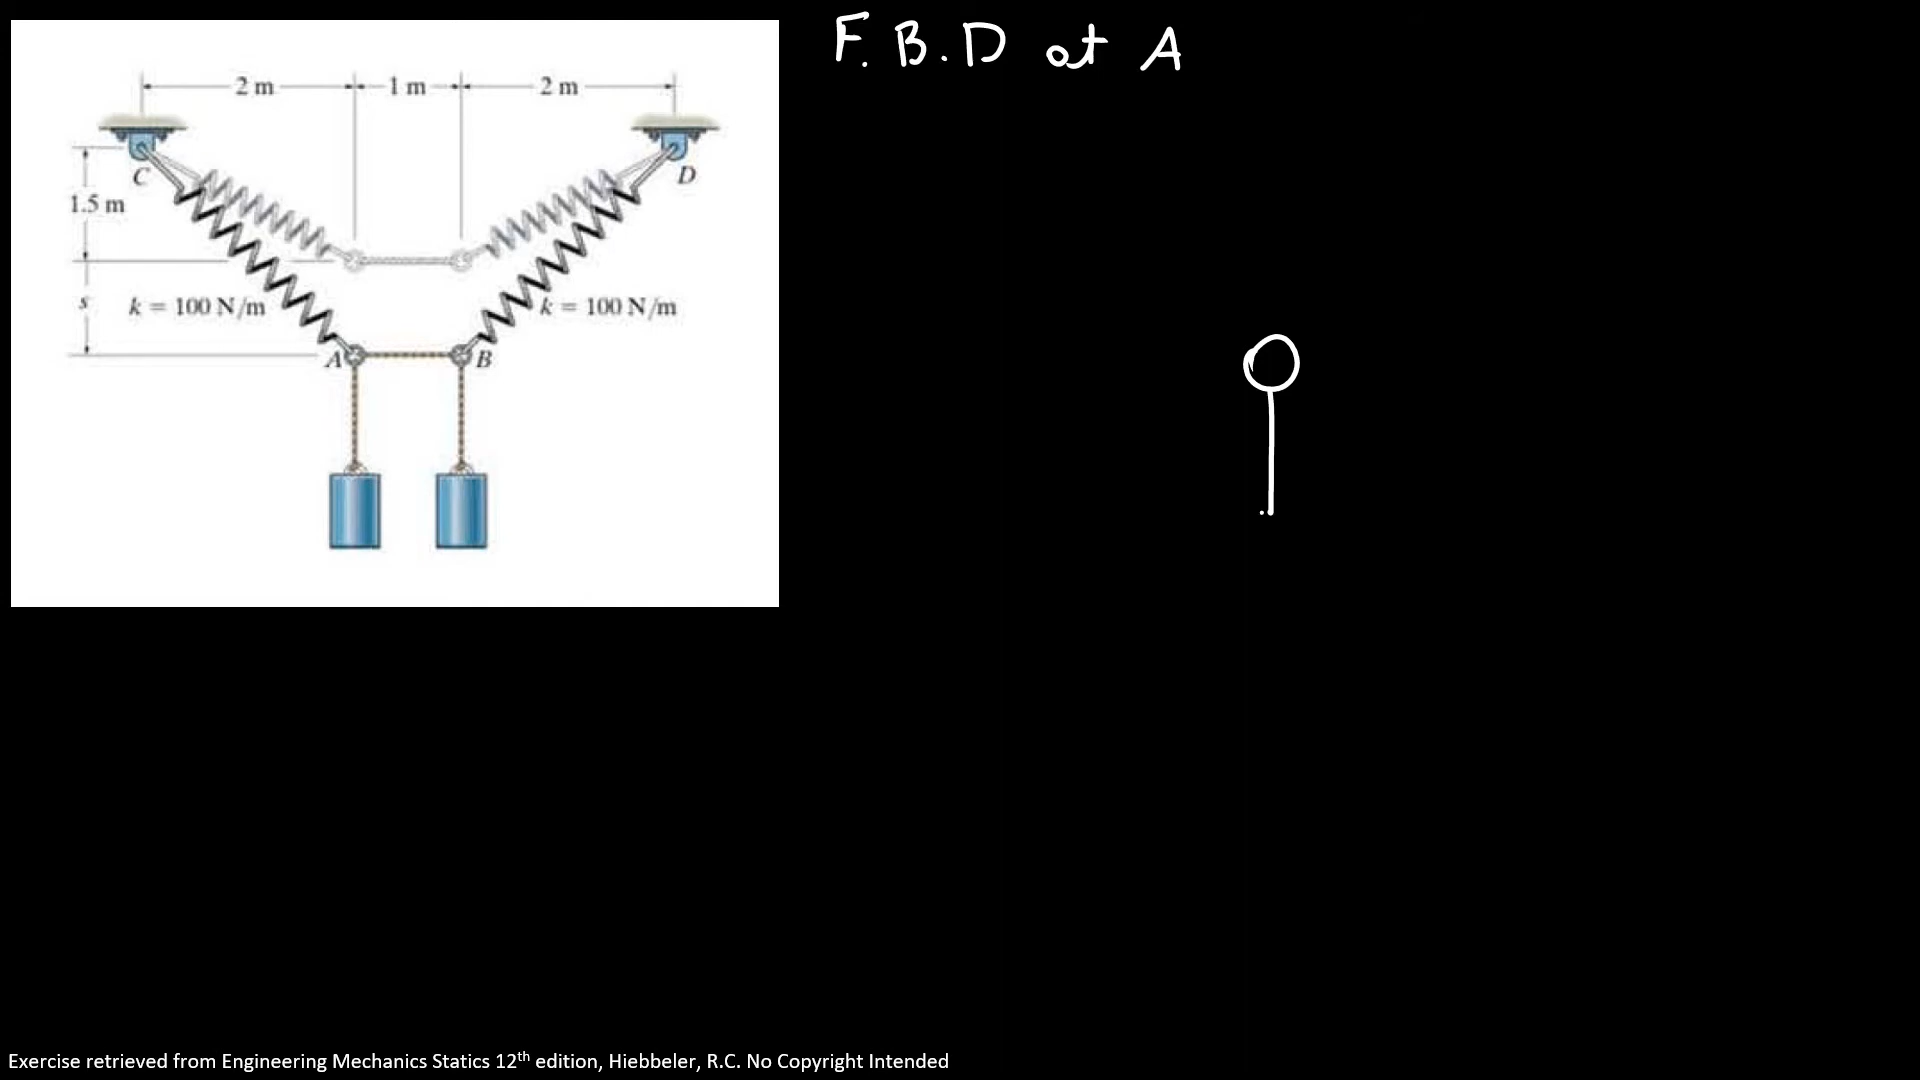 F.B.D at A
2 m 1 m 2 m
C D
1.5 m
s k = 100 N/m k = 100 N/m
A B
Exercise retrieved from Engineering Mechanics Statics 12th edition, Hiebbeler, R.C. No Copyright Intended